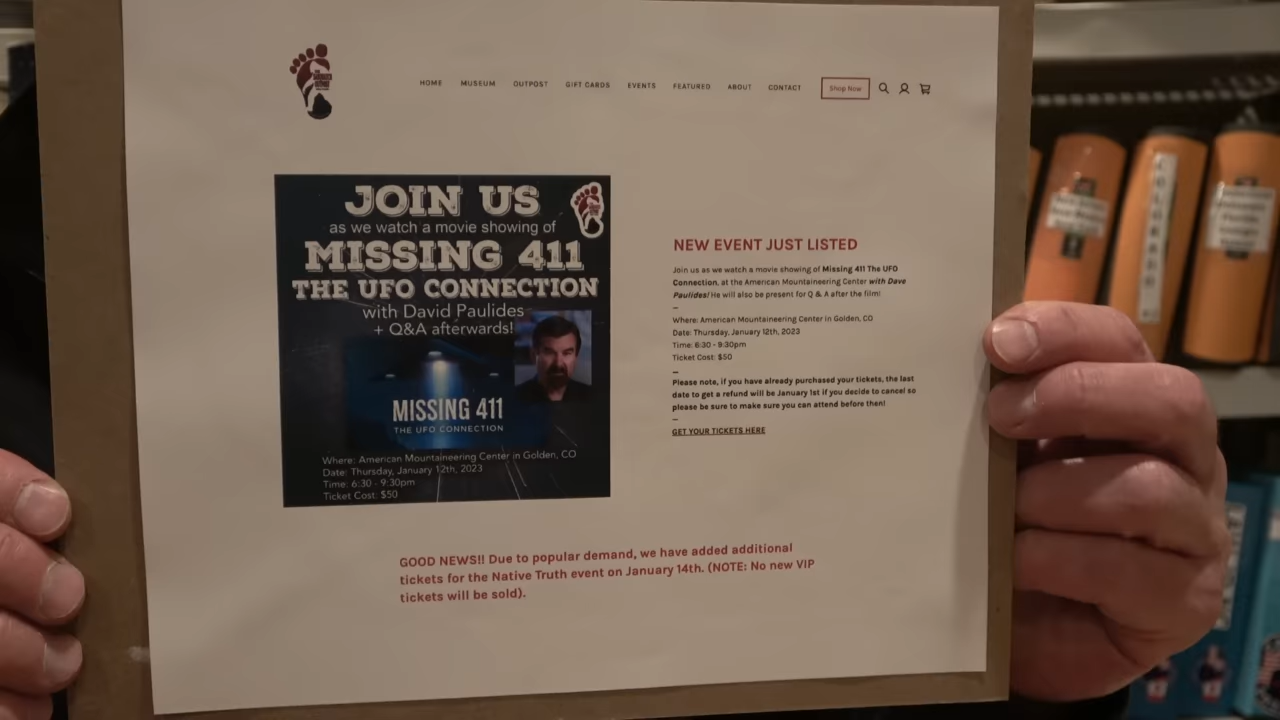 HOME MUSEUM OUTPOST GIFT CARDS EVENTS FEATURED ABOUT CONTACT Shop Now
JOIN US
as we watch a movie showing of
MISSING 411
THE UFO CONNECTION
with David Paulides
+ Q&A afterwards!
MISSING 411
THE UFO CONNECTION
Where: American Mountaineering Center in Golden, CO
Date: Thursday, January 12th, 2023
Time: 6:30 - 9:30pm
Ticket Cost: $50
NEW EVENT JUST LISTED
Join us as we watch a movie showing of Missing 411 The UFO
Connection, at the American Mountaineering Center with Dave
Paulides! He will also be present for Q & A after the film!
—
Where: American Mountaineering Center in Golden, CO
Date: Thursday, January 12th, 2023
Time: 6:30 - 9:30pm
Ticket Cost: $50
—
Please note, if you have already purchased your tickets, the last
date to get a refund will be January 1st if you decide to cancel so
please be sure to make sure you can attend before then!
—
GET YOUR TICKETS HERE
GOOD NEWS!! Due to popular demand, we have added additional
tickets for the Native Truth event on January 14th. (NOTE: No new VIP
tickets will be sold).
COLORADO